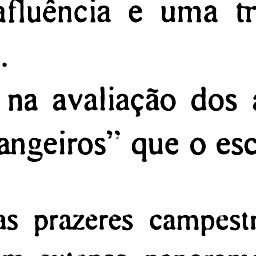 afluência e uma tr
.
na avaliação dos a
angeiros” que o esc
as prazeres campestr